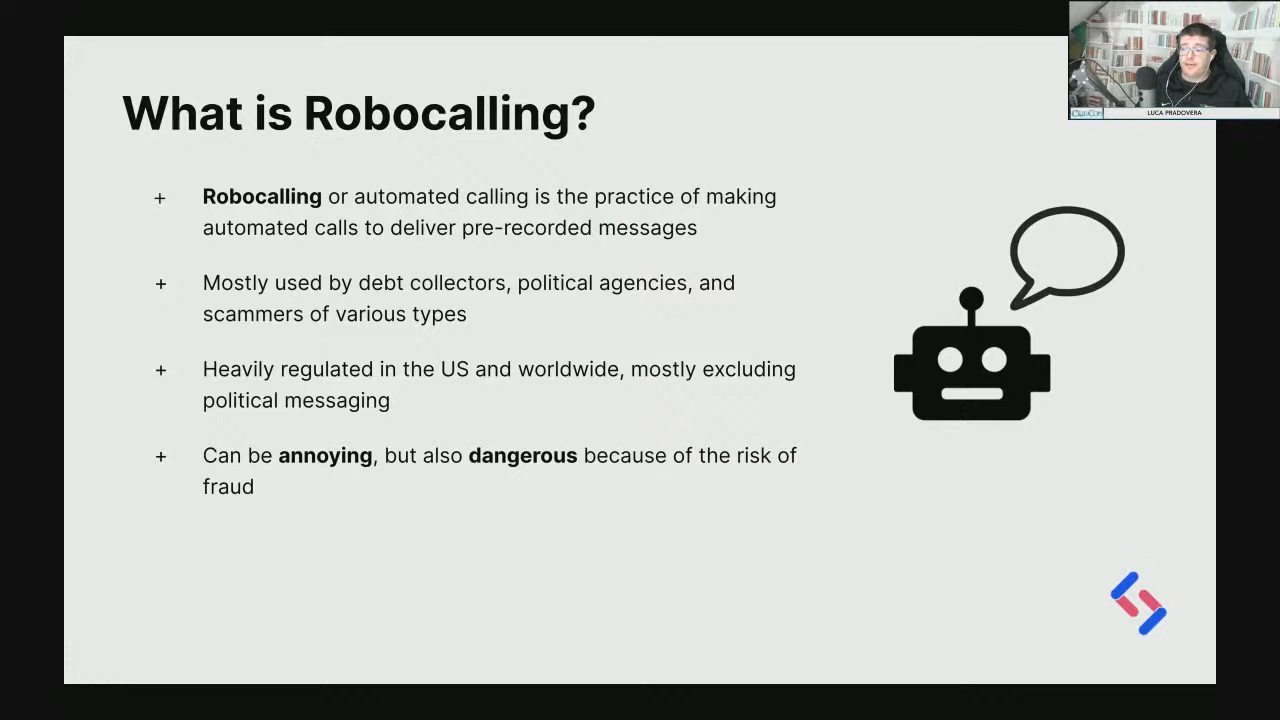 What is Robocalling?
+ Robocalling or automated calling is the practice of making
automated calls to deliver pre-recorded messages
+ Mostly used by debt collectors, political agencies, and
scammers of various types
+ Heavily regulated in the US and worldwide, mostly excluding
political messaging
+ Can be annoying, but also dangerous because of the risk of
fraud
ClueCon
LUCA PRADOVERA